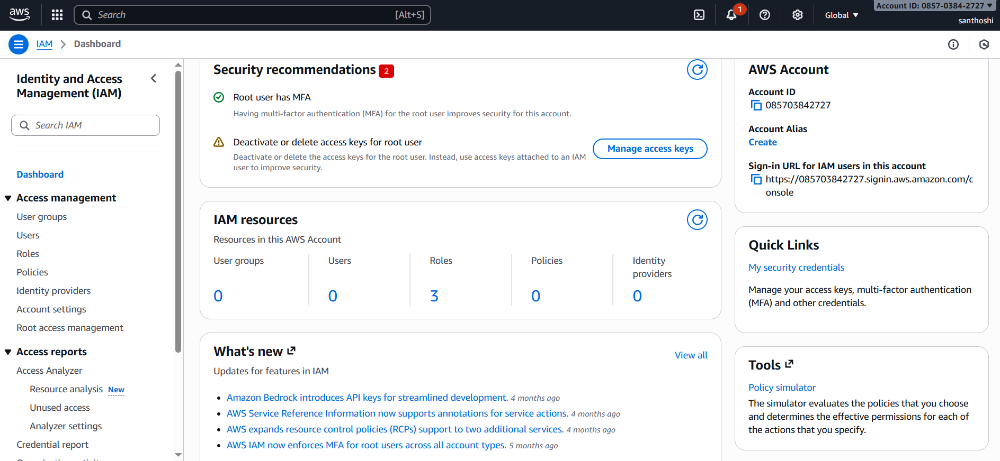 aws
Search
[Alt+S]
1
Global
Account ID: 0857-0384-2727
santhoshi
IAM
Dashboard
Identity and Access
Management (IAM)
Search IAM
Dashboard
Access management
User groups
Users
Roles
Policies
Identity providers
Account settings
Root access management
Access reports
Access Analyzer
Resource analysis New
Unused access
Analyzer settings
Credential report
Security recommendations 2
Root user has MFA
Having multi-factor authentication (MFA) for the root user improves security for this account.
Deactivate or delete access keys for root user
Deactivate or delete the access keys for the root user. Instead, use access keys attached to an IAM
user to improve security.
Manage access keys
IAM resources
Resources in this AWS Account
User groups
0
Users
0
Roles
3
Policies
0
Identity
providers
0
What's new
View all
Updates for features in IAM
Amazon Bedrock introduces API keys for streamlined development. 4 months ago
AWS Service Reference Information now supports annotations for service actions. 4 months ago
AWS expands resource control policies (RCPs) support to two additional services. 4 months ago
AWS IAM now enforces MFA for root users across all account types. 5 months ago
AWS Account
Account ID
085703842727
Account Alias
Create
Sign-in URL for IAM users in this account
https://085703842727.signin.aws.amazon.com/c
onsole
Quick Links
My security credentials
Manage your access keys, multi-factor authentication
(MFA) and other credentials.
Tools
Policy simulator
The simulator evaluates the policies that you choose
and determines the effective permissions for each of
the actions that you specify.